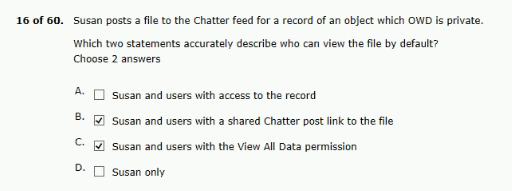 16 of 60. Susan posts a file to the Chatter feed for a record of an object which OWD is private.
Which two statements accurately describe who can view the file by default?
Choose 2 answers
A. Susan and users with access to the record
B. Susan and users with a shared Chatter post link to the file
C. Susan and users with the View All Data permission
D. Susan only